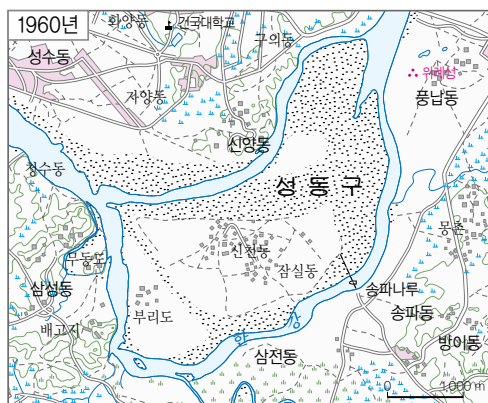 1960년
화양동
건국대학교
성수동
구의동
위례성
자양동
풍납동
신양동
청수동
성동구
몽촌
신천동
무동도
잠실동
삼성동
송파나루
부리도
송파동
배고지
한강
방이동
삼전동
0 1,000 m